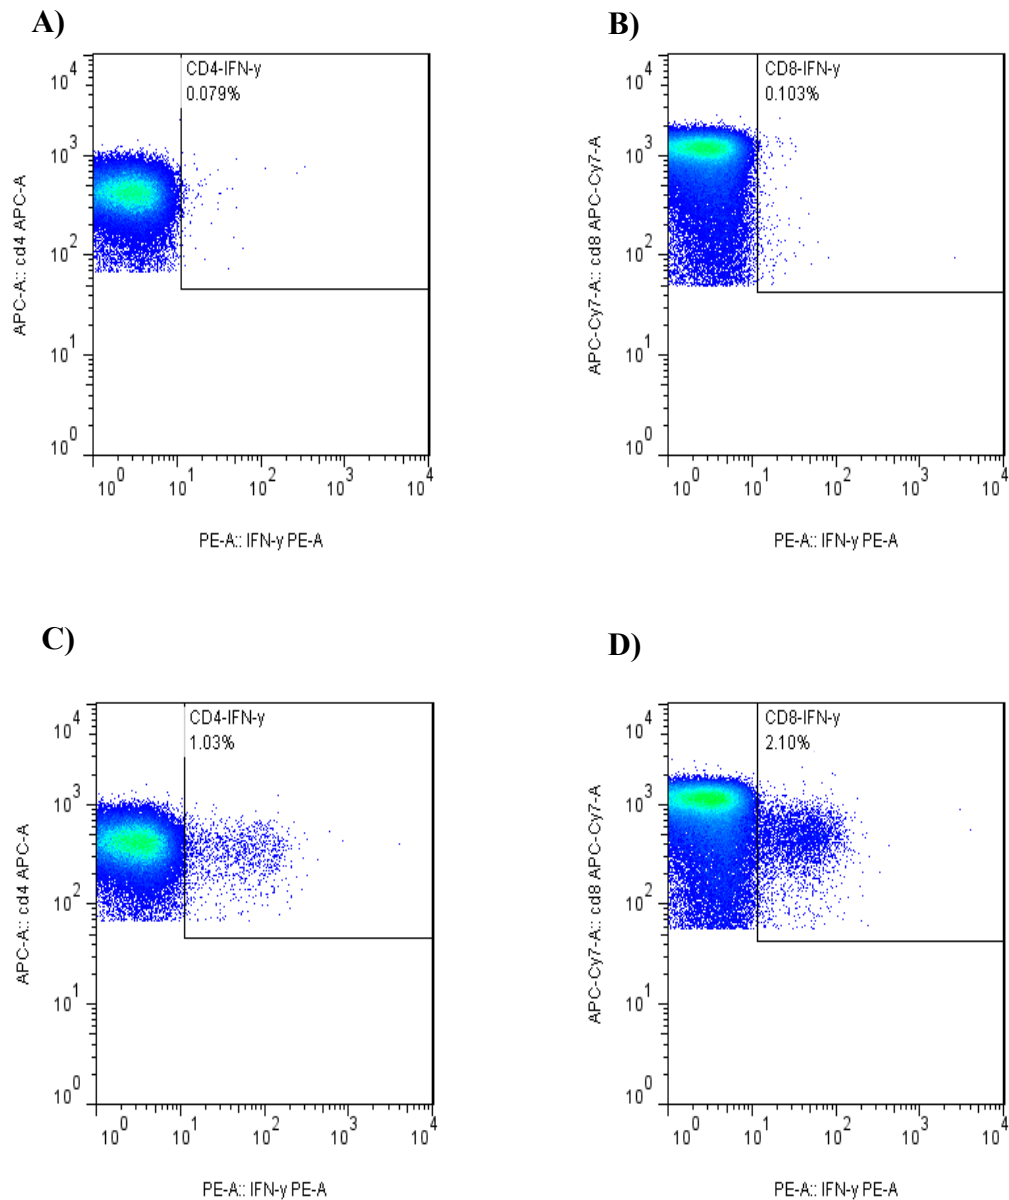 A)
CD4-IFN-y
0.079%
10^4
10^3
10^2
10^1
10^0
APC-A:: cd4 APC-A
10^0 10^1 10^2 10^3 10^4
PE-A:: IFN-y PE-A
B)
CD8-IFN-y
0.103%
10^4
10^3
10^2
10^1
10^0
APC-Cy7-A:: cd8 APC-Cy7-A
10^0 10^1 10^2 10^3 10^4
PE-A:: IFN-y PE-A
C)
CD4-IFN-y
1.03%
10^4
10^3
10^2
10^1
10^0
APC-A:: cd4 APC-A
10^0 10^1 10^2 10^3 10^4
PE-A:: IFN-y PE-A
D)
CD8-IFN-y
2.10%
10^4
10^3
10^2
10^1
10^0
APC-Cy7-A:: cd8 APC-Cy7-A
10^0 10^1 10^2 10^3 10^4
PE-A:: IFN-y PE-A